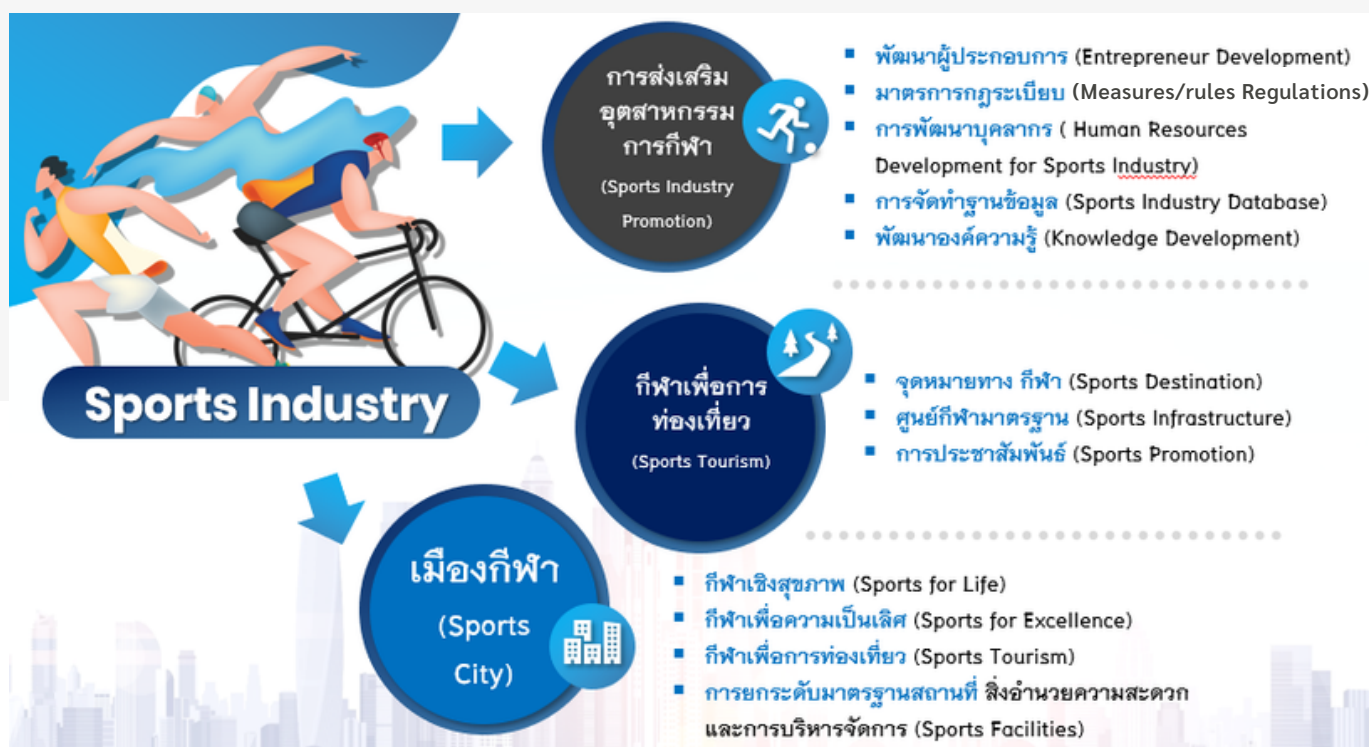 Sports Industry
การส่งเสริม
อุตสาหกรรม
การกีฬา
(Sports Industry
Promotion)
▪ พัฒนาผู้ประกอบการ (Entrepreneur Development)
▪ มาตรการกฎระเบียบ (Measures/rules Regulations)
▪ การพัฒนาบุคลากร ( Human Resources
Development for Sports Industry)
▪ การจัดทำฐานข้อมูล (Sports Industry Database)
▪ พัฒนาองค์ความรู้ (Knowledge Development)
กีฬาเพื่อการ
ท่องเที่ยว
(Sports Tourism)
▪ จุดหมายทาง กีฬา (Sports Destination)
▪ ศูนย์กีฬามาตรฐาน (Sports Infrastructure)
▪ การประชาสัมพันธ์ (Sports Promotion)
เมืองกีฬา
(Sports
City)
▪ กีฬาเชิงสุขภาพ (Sports for Life)
▪ กีฬาเพื่อความเป็นเลิศ (Sports for Excellence)
▪ กีฬาเพื่อการท่องเที่ยว (Sports Tourism)
▪ การยกระดับมาตรฐานสถานที่ สิ่งอำนวยความสะดวก
และการบริหารจัดการ (Sports Facilities)